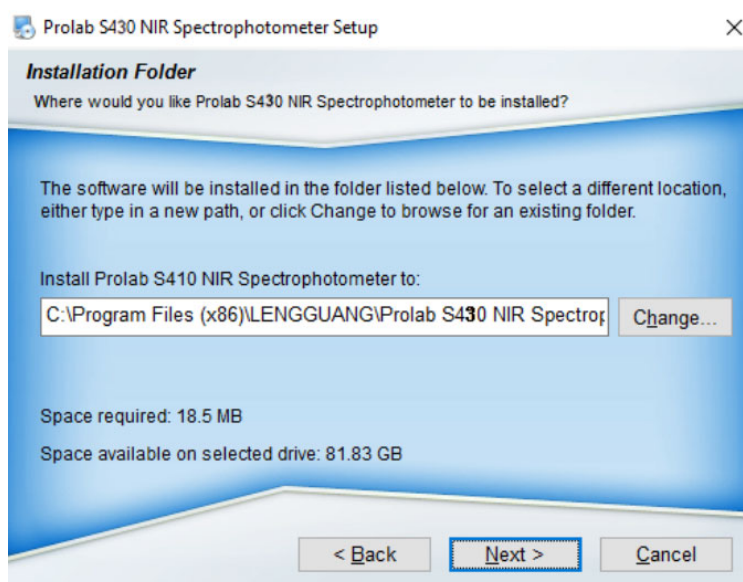 Prolab S430 NIR Spectrophotometer Setup
Installation Folder
Where would you like Prolab S430 NIR Spectrophotometer to be installed?
The software will be installed in the folder listed below. To select a different location,
either type in a new path, or click Change to browse for an existing folder.
Install Prolab S410 NIR Spectrophotometer to:
C:\Program Files (x86)\LENGGUANG\Prolab S430 NIR Spectrop
Change...
Space required: 18.5 MB
Space available on selected drive: 81.83 GB
< Back
Next >
Cancel